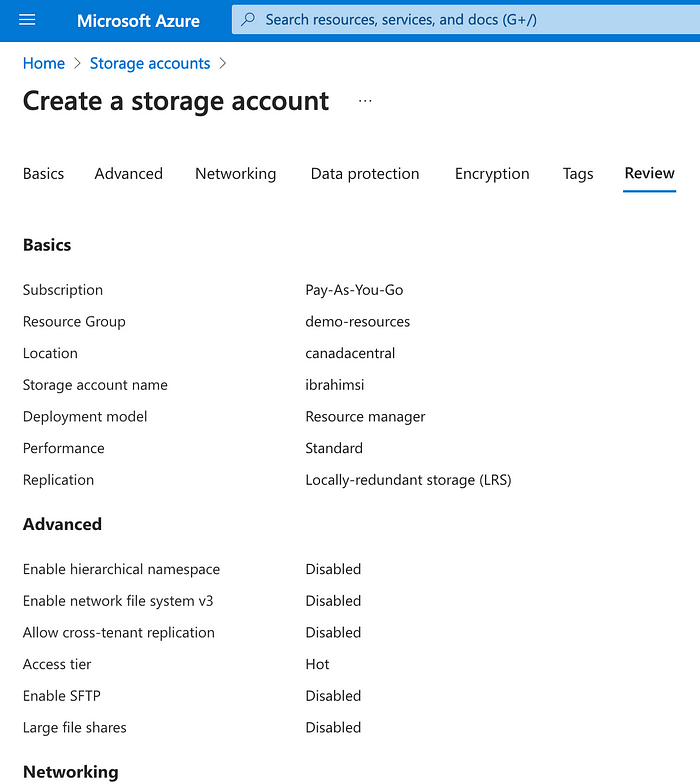 Microsoft Azure Search resources, services, and docs (G+/)
Home > Storage accounts >
Create a storage account ...
Basics Advanced Networking Data protection Encryption Tags Review
Basics
Subscription Pay-As-You-Go
Resource Group demo-resources
Location canadacentral
Storage account name ibrahimsi
Deployment model Resource manager
Performance Standard
Replication Locally-redundant storage (LRS)
Advanced
Enable hierarchical namespace Disabled
Enable network file system v3 Disabled
Allow cross-tenant replication Disabled
Access tier Hot
Enable SFTP Disabled
Large file shares Disabled
Networking